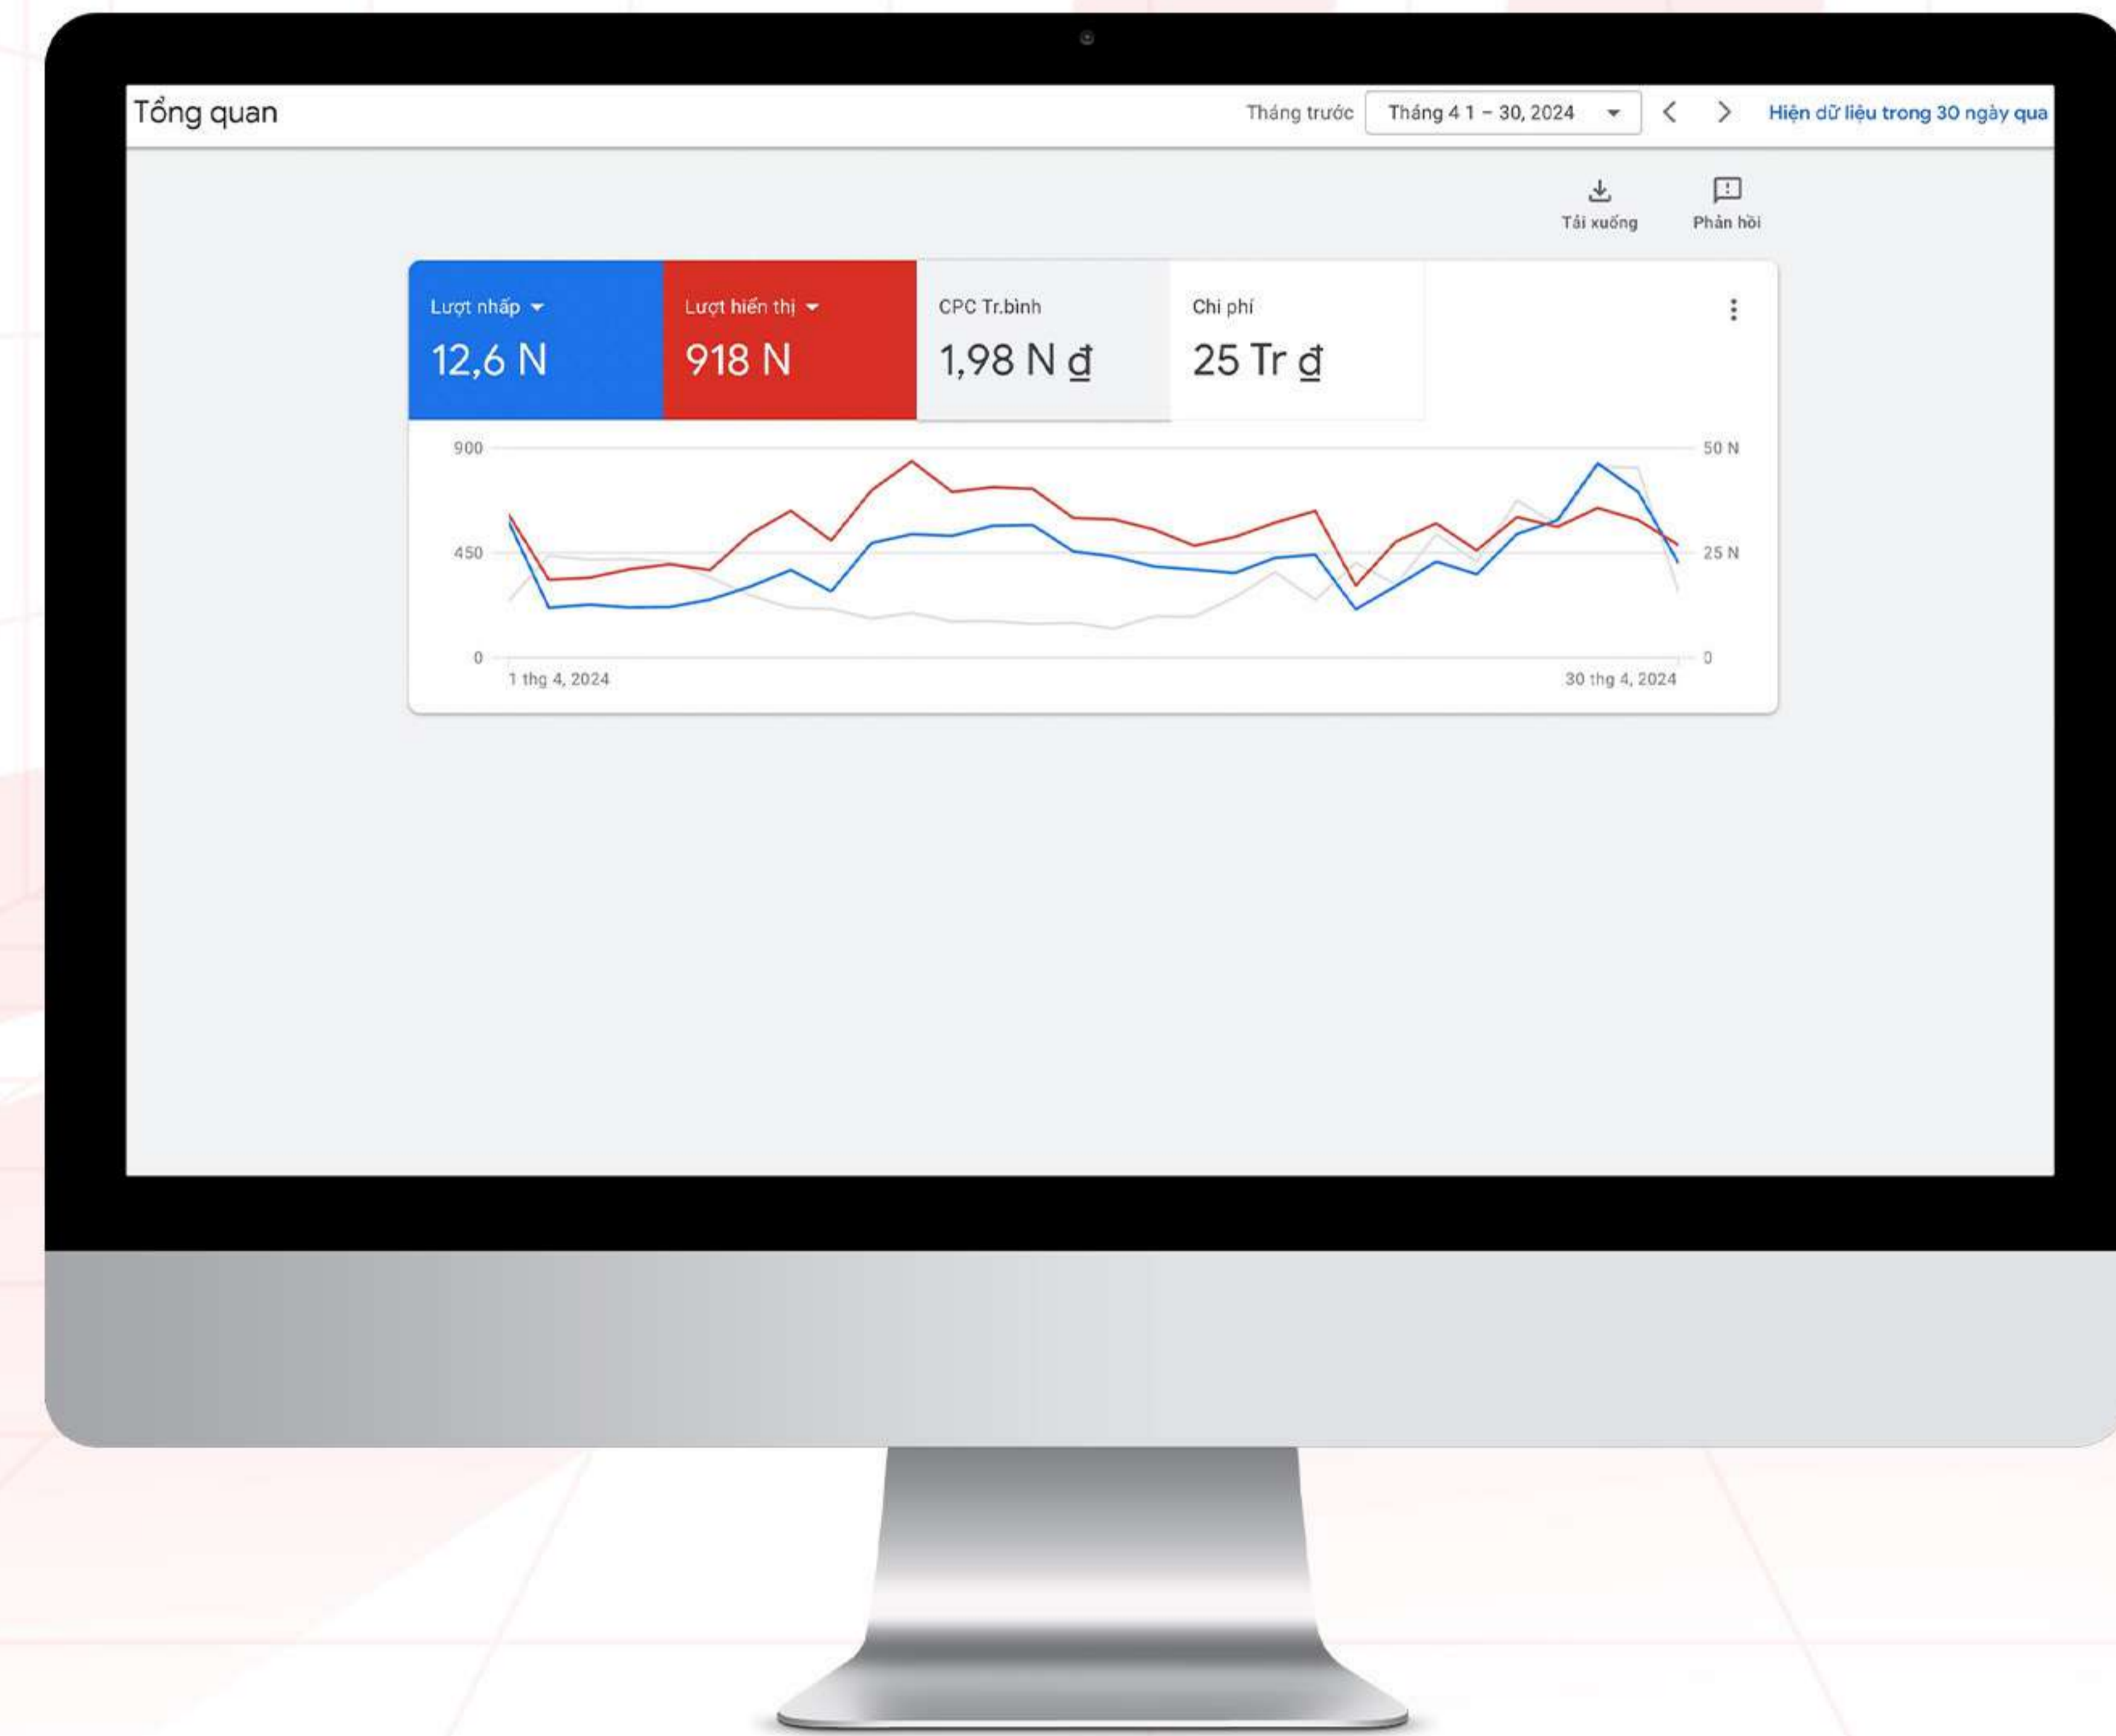 Tổng quan
Tháng trước Tháng 4 1 – 30, 2024 Hiện dữ liệu trong 30 ngày qua
Tải xuống Phản hồi
Lượt nhấp Lượt hiển thị CPC Tr.bình Chi phí
12,6 N 918 N 1,98 N đ 25 Tr đ
900 50 N
450 25 N
0 0
1 thg 4, 2024 30 thg 4, 2024